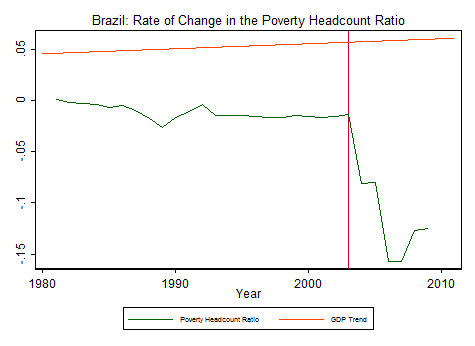 Brazil: Rate of Change in the Poverty Headcount Ratio
.05
0
-.05
-.1
-.15
1980 1990 2000 2010
Year
Poverty Headcount Ratio GDP Trend